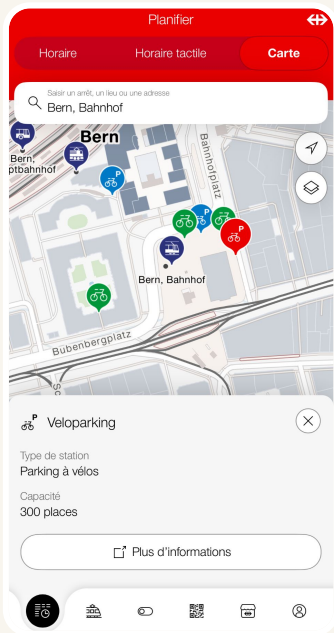 Planifier
Horaire
Horaire tactile
Carte
Saisir un arrêt, un lieu ou une adresse
Bern, Bahnhof
Bern
Bern,
ptbahnhof
P
Bahnhofplatz
P
P
Bern, Bahnhof
Bubenbergplatz
P
Veloparking
Type de station
Parking à vélos
Capacité
300 places
Plus d'informations